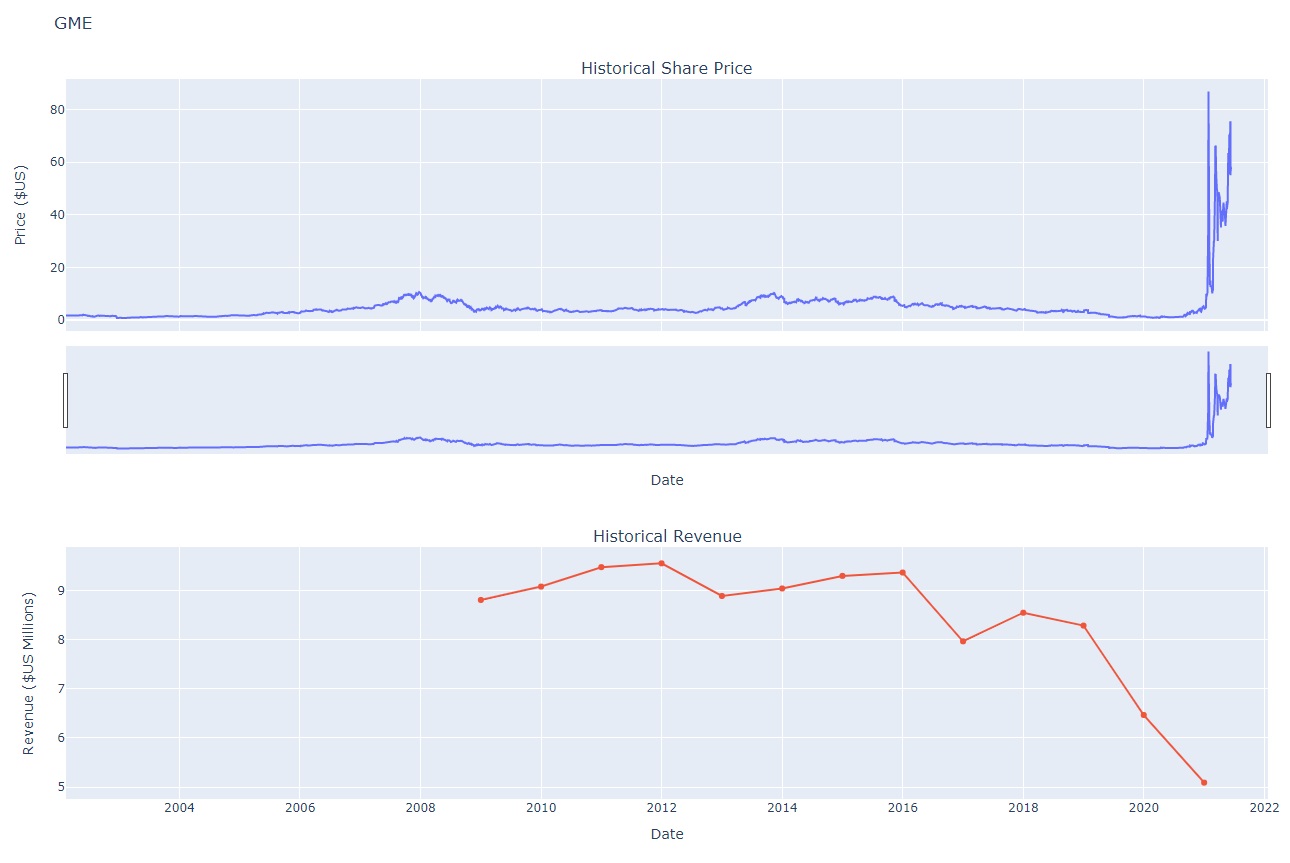 GME
Historical Share Price
Price ($US)
80
60
40
20
0
Date
Historical Revenue
Revenue ($US Millions)
9
8
7
6
5
2004 2006 2008 2010 2012 2014 2016 2018 2020 2022
Date